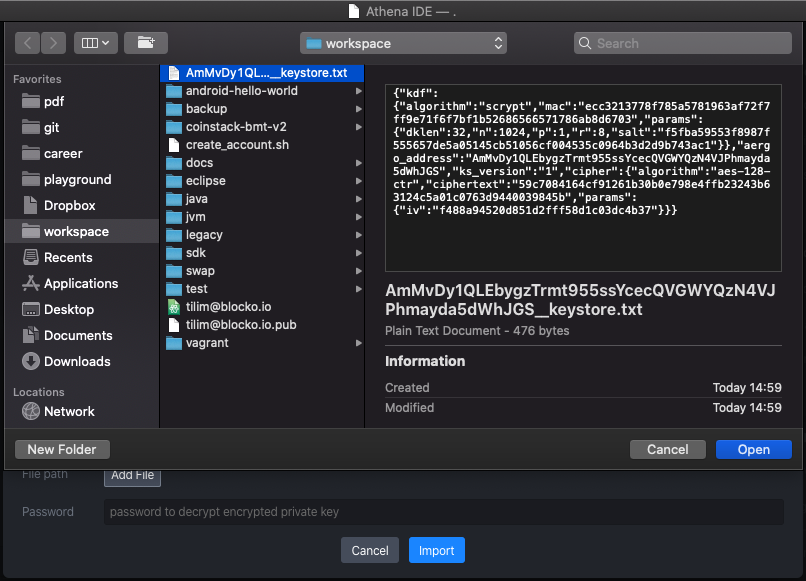 Athena IDE — .
workspace
Search
Favorites
pdf
git
career
playground
Dropbox
workspace
Recents
Applications
Desktop
Documents
Downloads
Locations
Network
AmMvDy1QL...__keystore.txt
android-hello-world
backup
coinstack-bmt-v2
create_account.sh
docs
eclipse
java
jvm
legacy
sdk
swap
test
tilim@blocko.io
tilim@blocko.io.pub
vagrant
{"kdf":
{"algorithm":"scrypt","mac":"ecc3213778f785a5781963af72f7
ff9e71f6f7bf1b52686566571786ab8d6703","params":
{"dklen":32,"n":1024,"p":1,"r":8,"salt":"f5fba59553f8987f
555657de5a05145cb51056cf004535c0964b3d2d9b743ac1"}},"aerg
o_address":"AmMvDy1QLEbygzTrmt955ssYcecQVGWYQzN4VJPhmayda
5dWhJGS","ks_version":"1","cipher":{"algorithm":"aes-128-
ctr","ciphertext":"59c7084164cf91261b30b0e798e4ffb23243b6
3124c5a01c0763d9440039845b","params":
{"iv":"f488a94520d851d2fff58d1c03dc4b37"}}}
AmMvDy1QLEbygzTrmt955ssYcecQVGWYQzN4VJ
Phmayda5dWhJGS__keystore.txt
Plain Text Document - 476 bytes
Information
Created Today 14:59
Modified Today 14:59
New Folder
Cancel
Open
File path
Add File
Password
password to decrypt encrypted private key
Cancel
Import